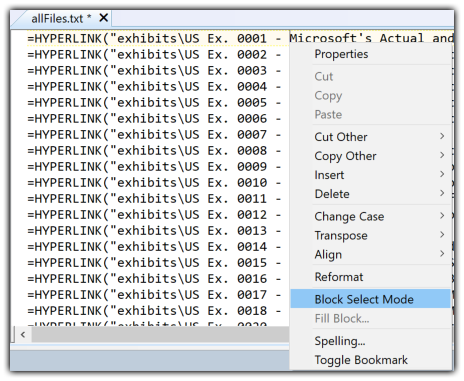 allFiles.txt *
=HYPERLINK("exhibits\US Ex. 0001 - Microsoft's Actual and
=HYPERLINK("exhibits\US Ex. 0002 -
=HYPERLINK("exhibits\US Ex. 0003 -
=HYPERLINK("exhibits\US Ex. 0004 -
=HYPERLINK("exhibits\US Ex. 0005 -
=HYPERLINK("exhibits\US Ex. 0006 -
=HYPERLINK("exhibits\US Ex. 0007 -
=HYPERLINK("exhibits\US Ex. 0008 -
=HYPERLINK("exhibits\US Ex. 0009 -
=HYPERLINK("exhibits\US Ex. 0010 -
=HYPERLINK("exhibits\US Ex. 0011 -
=HYPERLINK("exhibits\US Ex. 0012 -
=HYPERLINK("exhibits\US Ex. 0013 -
=HYPERLINK("exhibits\US Ex. 0014 -
=HYPERLINK("exhibits\US Ex. 0015 -
=HYPERLINK("exhibits\US Ex. 0016 -
=HYPERLINK("exhibits\US Ex. 0017 -
=HYPERLINK("exhibits\US Ex. 0018 -
=HYPERLINK("exhibits\US Ex. 0020
Properties
Cut
Copy
Paste
Cut Other
Copy Other
Insert
Delete
Change Case
Transpose
Align
Reformat
Block Select Mode
Fill Block...
Spelling...
Toggle Bookmark